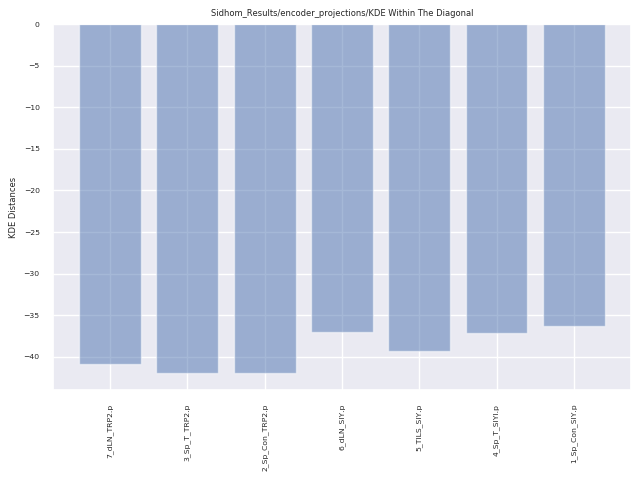 Sidhom_Results/encoder_projections/KDE Within The Diagonal
KDE Distances
0
−5
−10
−15
−20
−25
−30
−35
−40
7_dLN_TRP2.p
3_Sp_T_TRP2.p
2_Sp_Con_TRP2.p
6_dLN_SIY.p
5_TILS_SIY.p
4_Sp_T_SIYI.p
1_Sp_Con_SIY.p